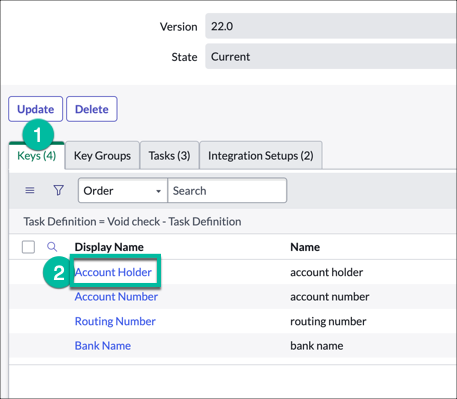 Version 22.0
State Current
Update Delete
1
Keys (4) Key Groups Tasks (3) Integration Setups (2)
Order Search
Task Definition = Void check - Task Definition
Display Name Name
2 Account Holder account holder
Account Number account number
Routing Number routing number
Bank Name bank name